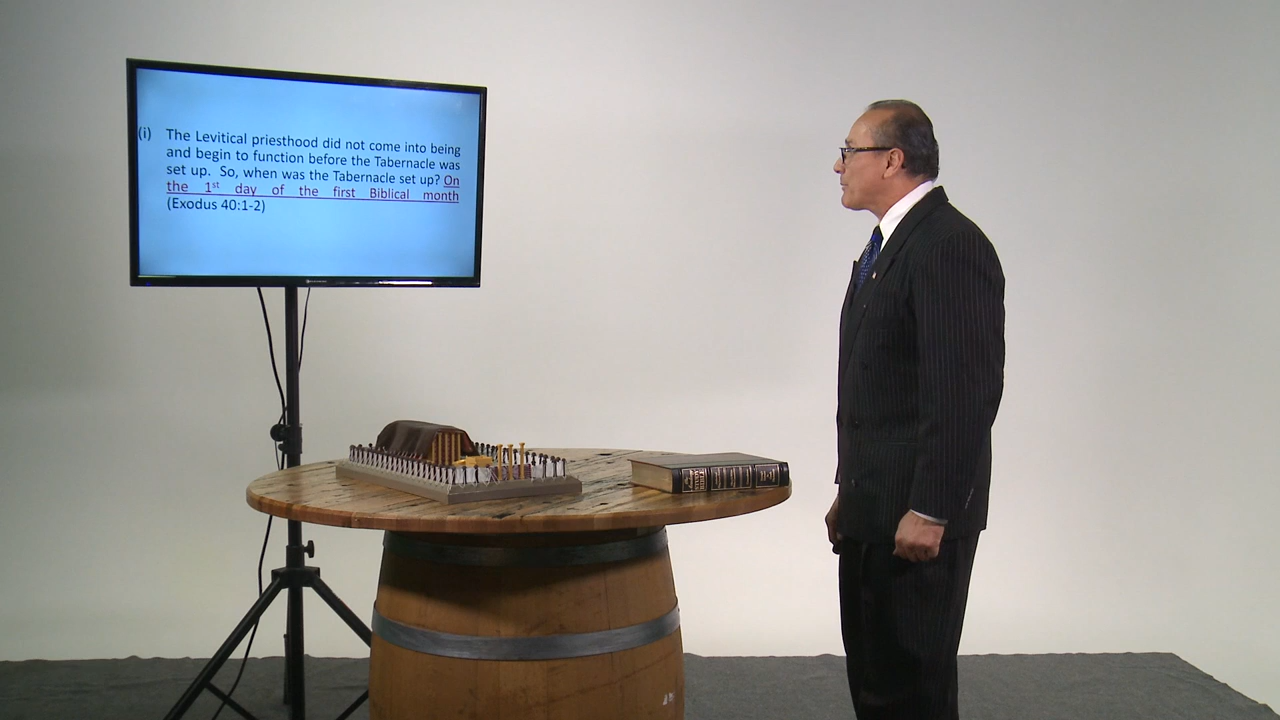 (i) The Levitical priesthood did not come into being
and begin to function before the Tabernacle was
set up. So, when was the Tabernacle set up? On
the 1st day of the first Biblical month
(Exodus 40:1-2)